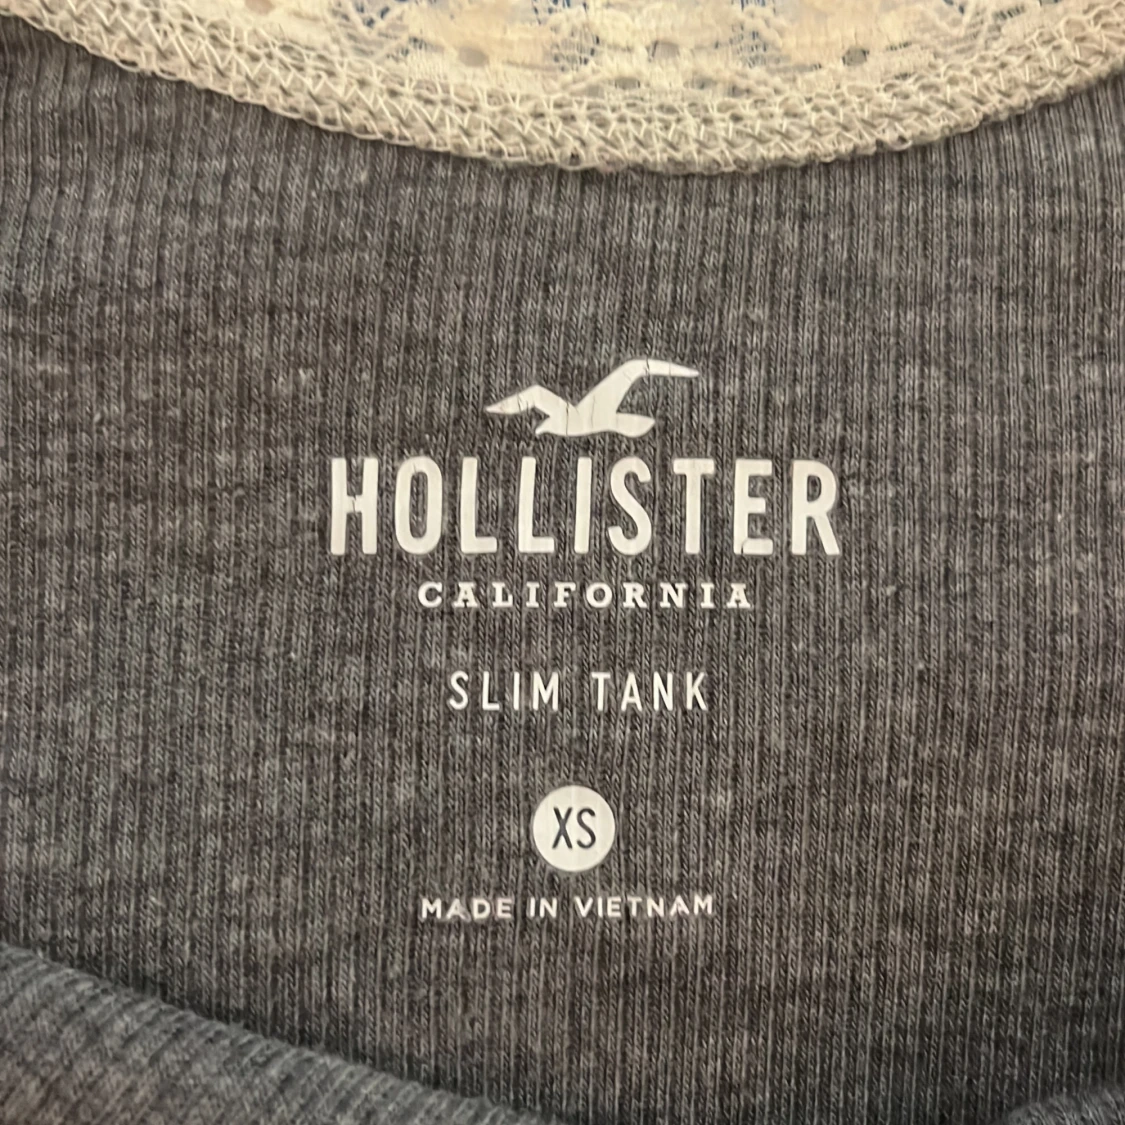 HOLLISTER
CALIFORNIA
SLIM TANK
XS
MADE IN VIETNAM